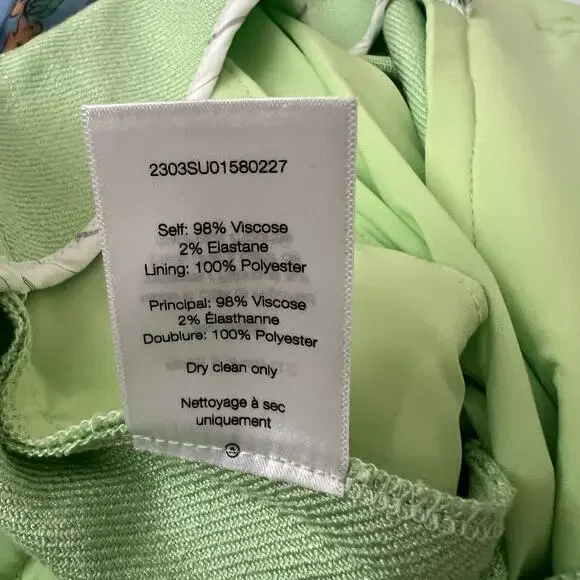 2303SU01580227
Self: 98% Viscose
2% Elastane
Lining: 100% Polyester
Principal: 98% Viscose
2% Élasthanne
Doublure: 100% Polyester
Dry clean only
Nettoyage à sec
uniquement